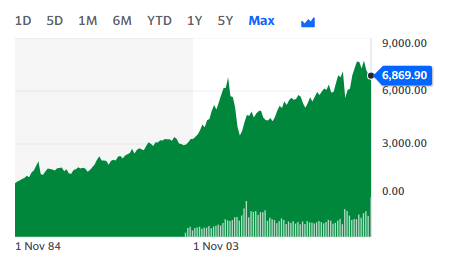 1D 5D 1M 6M YTD 1Y 5Y Max
9,000.00
6,869.90
6,000.00
3,000.00
0.00
1 Nov 84 1 Nov 03